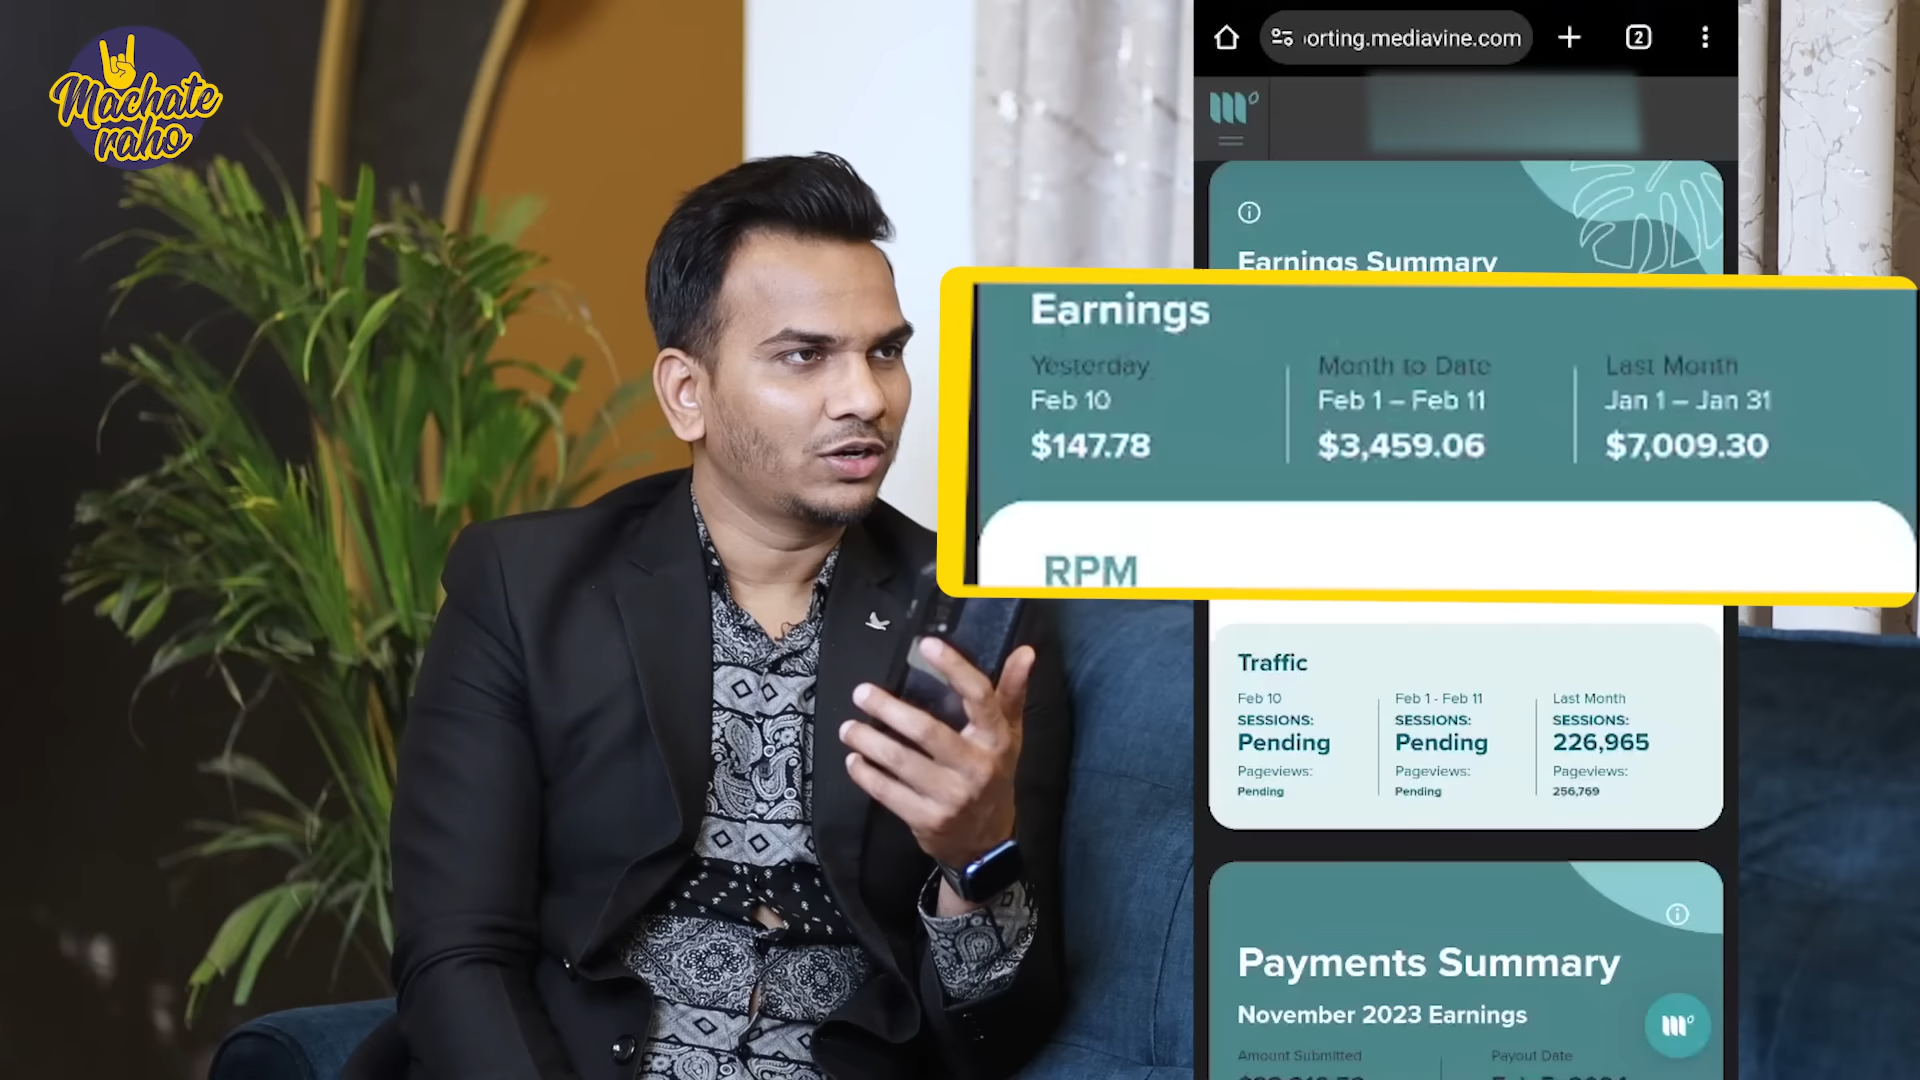 Machate
raho
orting.mediavine.com
2
Earnings Summary
Earnings
Yesterday
Feb 10
$147.78
Month to Date
Feb 1 – Feb 11
$3,459.06
Last Month
Jan 1 – Jan 31
$7,009.30
RPM
Traffic
Feb 10
SESSIONS:
Pending
Pageviews:
Pending
Feb 1 - Feb 11
SESSIONS:
Pending
Pageviews:
Pending
Last Month
SESSIONS:
226,965
Pageviews:
256,769
Payments Summary
November 2023 Earnings
Amount Submitted
Payout Date